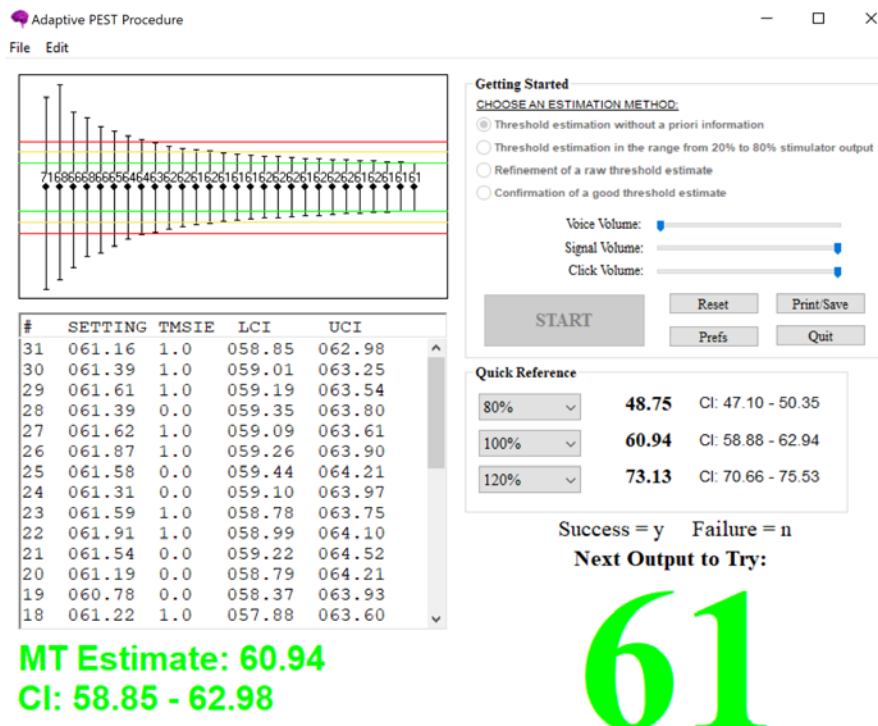 Adaptive PEST Procedure
File Edit
Getting Started
CHOOSE AN ESTIMATION METHOD:
Threshold estimation without a priori information
Threshold estimation in the range from 20% to 80% stimulator output
Refinement of a raw threshold estimate
Confirmation of a good threshold estimate
Voice Volume:
Signal Volume:
Click Volume:
START
Reset
Print/Save
Prefs
Quit
# SETTING TMSIE LCI UCI
31 061.16 1.0 058.85 062.98
30 061.39 1.0 059.01 063.25
29 061.61 1.0 059.19 063.54
28 061.39 0.0 059.35 063.80
27 061.62 1.0 059.09 063.61
26 061.87 1.0 059.26 063.90
25 061.58 0.0 059.44 064.21
24 061.31 0.0 059.10 063.97
23 061.59 1.0 058.78 063.75
22 061.91 1.0 058.99 064.10
21 061.54 0.0 059.22 064.52
20 061.19 0.0 058.79 064.21
19 060.78 0.0 058.37 063.93
18 061.22 1.0 057.88 063.60
Quick Reference
80% 48.75 CI: 47.10 - 50.35
100% 60.94 CI: 58.88 - 62.94
120% 73.13 CI: 70.66 - 75.53
Success = y Failure = n
Next Output to Try:
61
MT Estimate: 60.94
CI: 58.85 - 62.98